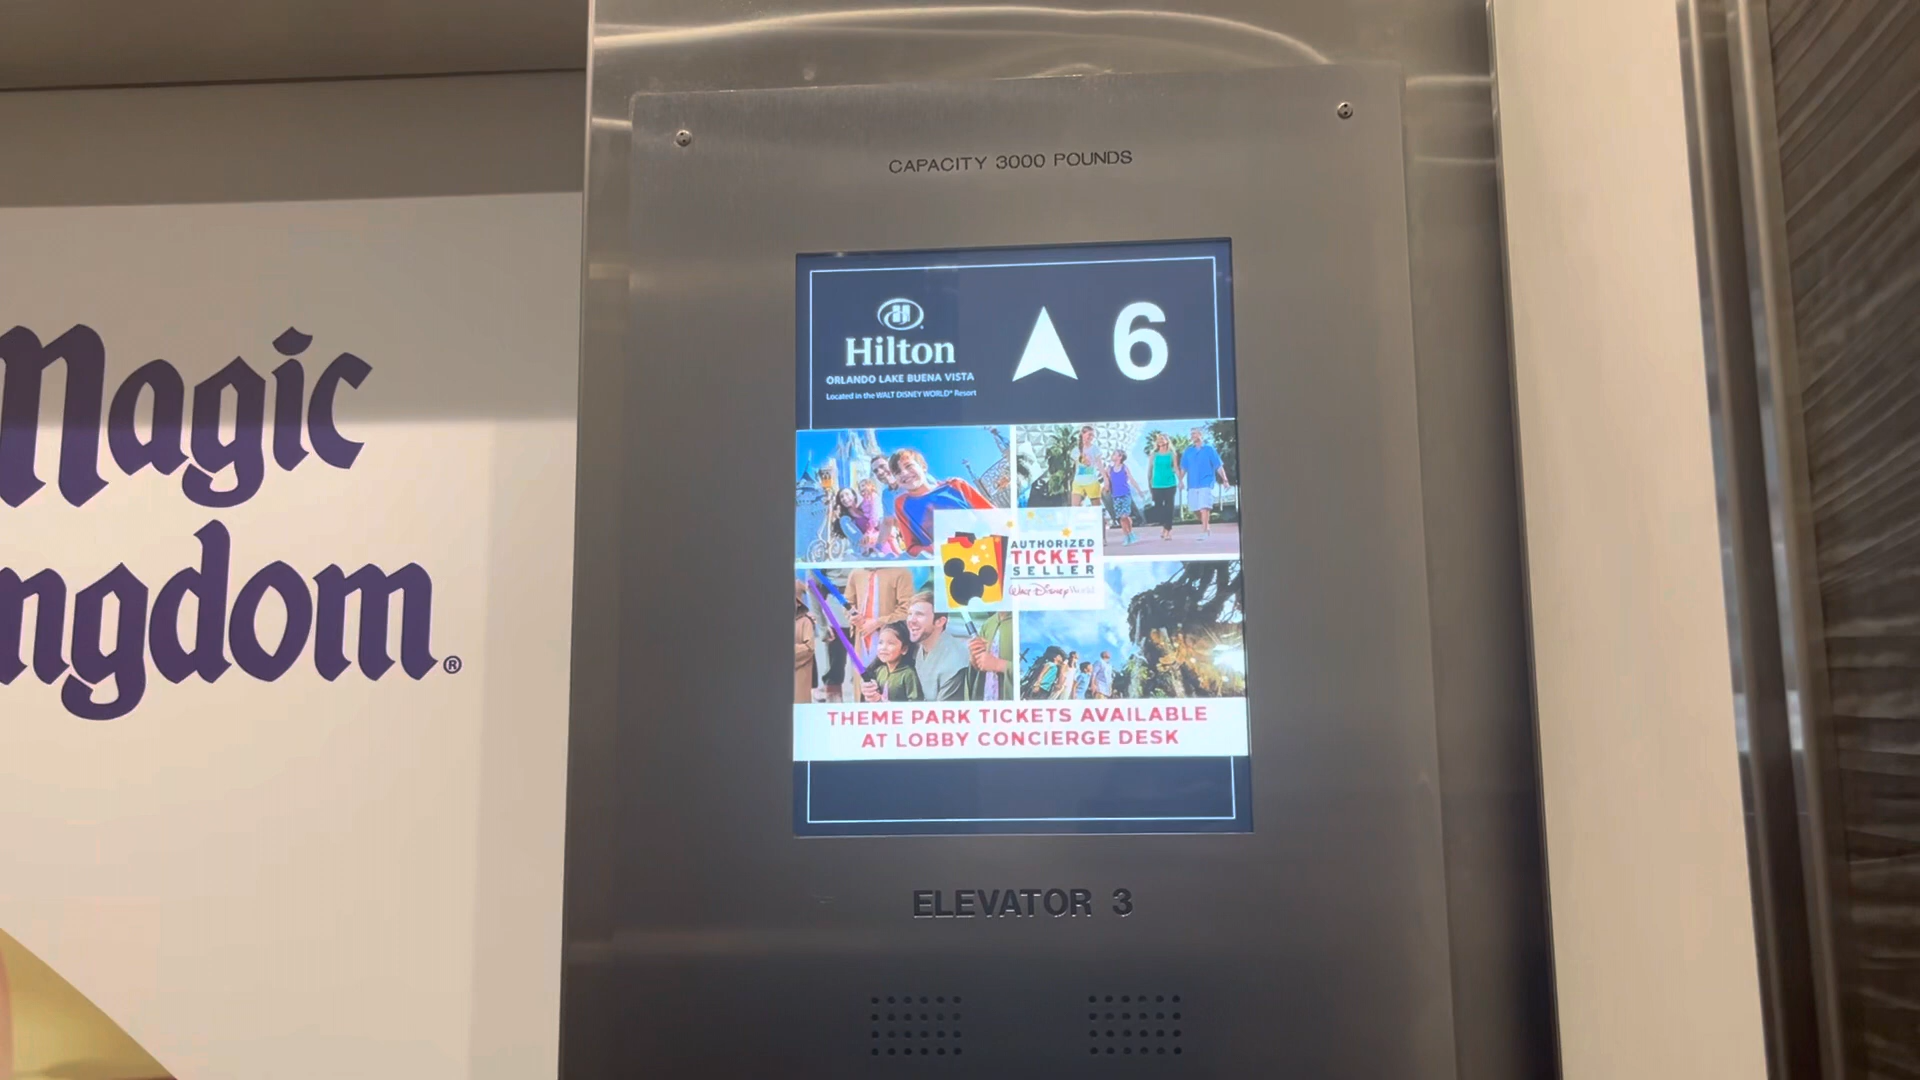 Magic
ngdom®
CAPACITY 3000 POUNDS
Hilton
ORLANDO LAKE BUENA VISTA
Located in the WALT DISNEY WORLD® Resort
6
AUTHORIZED
TICKET
SELLER
Walt Disney World
THEME PARK TICKETS AVAILABLE
AT LOBBY CONCIERGE DESK
ELEVATOR 3